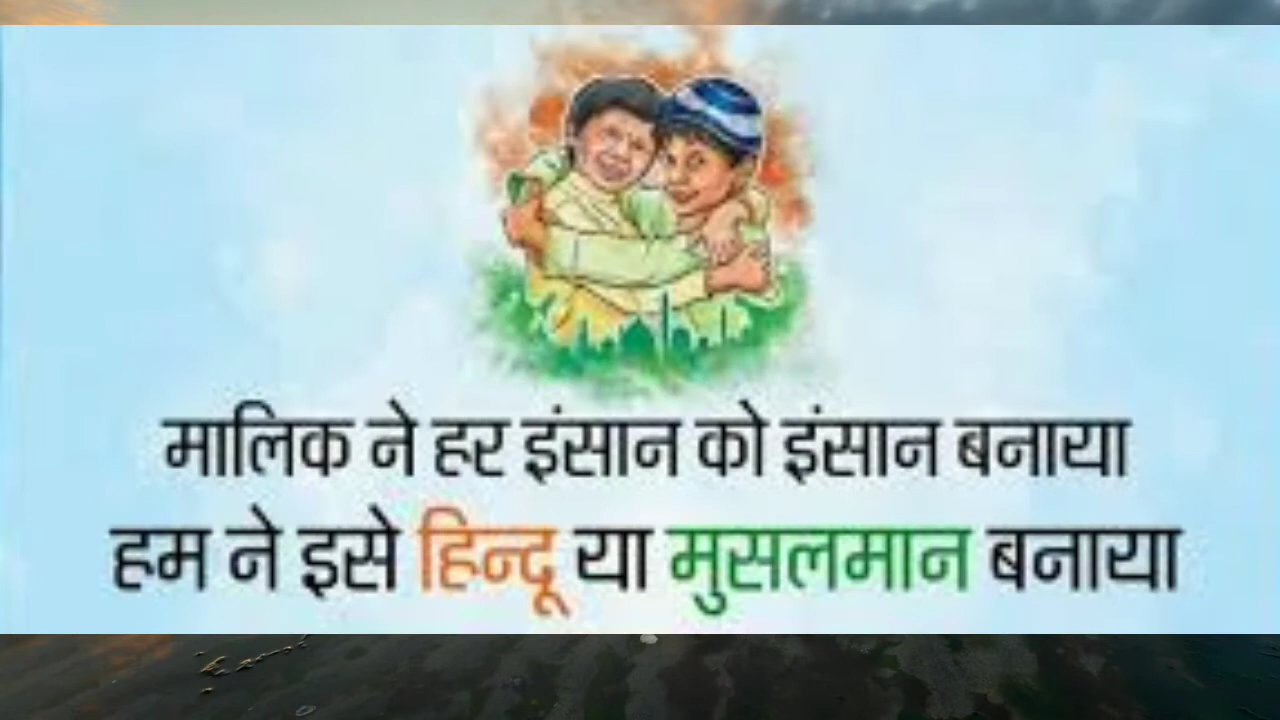 मालिक ने हर इंसान को इंसान बनाया
हम ने इसे हिन्दू या मुसलमान बनाया